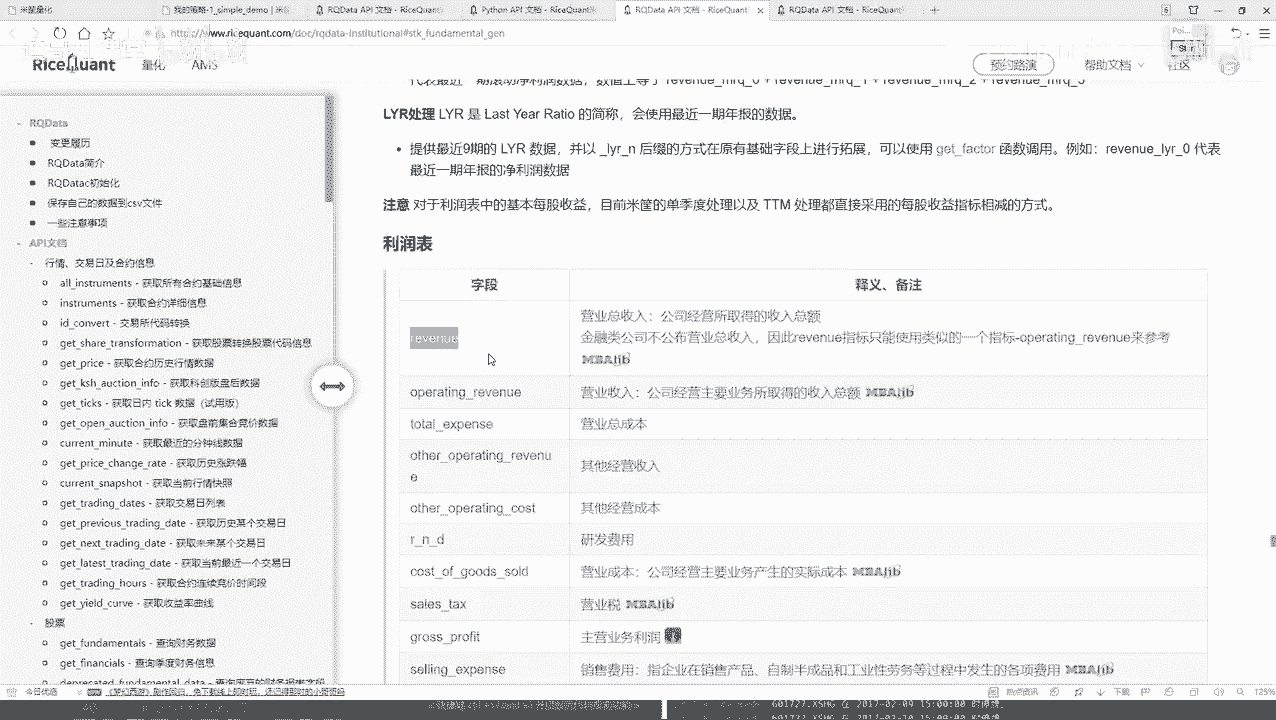 米筐量化
我的策略-1_simple_demo | 米筐
RQData API 文档 - RiceQuant
Python API 文档 - RiceQuant米
RQData API 文档 - RiceQuant
RQData API 文档 - RiceQuant
http://www.ricequant.com/doc/rqdata-institutional#stk_fundamental_gen
RiceQuant
量化
AMS
预约路演
帮助文档
社区
RQData
变更履历
RQData简介
RQDatac初始化
保存自己的数据到csv文件
一些注意事项
API文档
行情、交易日及合约信息
all_instruments - 获取所有合约基础信息
instruments - 获取合约详细信息
id_convert - 交易所代码转换
get_share_transformation - 获取股票转换股票代码信息
get_price - 获取合约历史行情数据
get_ksh_auction_info - 获取科创版盘后数据
get_ticks - 获取日内 tick 数据（试用版）
get_open_auction_info - 获取盘前集合竞价数据
current_minute - 获取最近的分钟线数据
get_price_change_rate - 获取历史涨跌幅
current_snapshot - 获取当前行情快照
get_trading_dates - 获取交易日列表
get_previous_trading_date - 获取历史某个交易日
get_next_trading_date - 获取未来某个交易日
get_latest_trading_date - 获取当前最近一个交易日
get_trading_hours - 获取合约连续竞价时间段
get_yield_curve - 获取收益率曲线
股票
get_fundamentals - 查询财务数据
get_financials - 查询季度财务信息
代表最近一期滚动净利润数据，数值上等于 revenue_mrq_0 + revenue_mrq_1 + revenue_mrq_2 + revenue_mrq_3
LYR处理 LYR 是 Last Year Ratio 的简称，会使用最近一期年报的数据。
提供最近9期的 LYR 数据，并以 _lyr_n 后缀的方式在原有基础字段上进行拓展，可以使用 get_factor 函数调用。例如：revenue_lyr_0 代表
最近一期年报的净利润数据
注意 对于利润表中的基本每股收益，目前米筐的单季度处理以及 TTM 处理都直接采用的每股收益指标相减的方式。
利润表
字段 释义、备注
revenue 营业总收入：公司经营所取得的收入总额
金融类公司不公布营业总收入，因此revenue指标只能使用类似的一个指标-operating_revenue来参考
MBAlib
operating_revenue 营业收入：公司经营主要业务所取得的收入总额 MBAlib
total_expense 营业总成本
other_operating_revenu
e 其他经营收入
other_operating_cost 其他经营成本
r_n_d 研发费用
cost_of_goods_sold 营业成本：公司经营主要业务产生的实际成本 MBAlib
sales_tax 营业税 MBAlib
gross_profit 主营业务利润
selling_expense 销售费用：指企业在销售产品、自制半成品和工业性劳务等过程中发生的各项费用 MBAlib
今日优选
热点资讯
下载
125%
601727.XSHG 在 2017-02-09 15:00:00 时